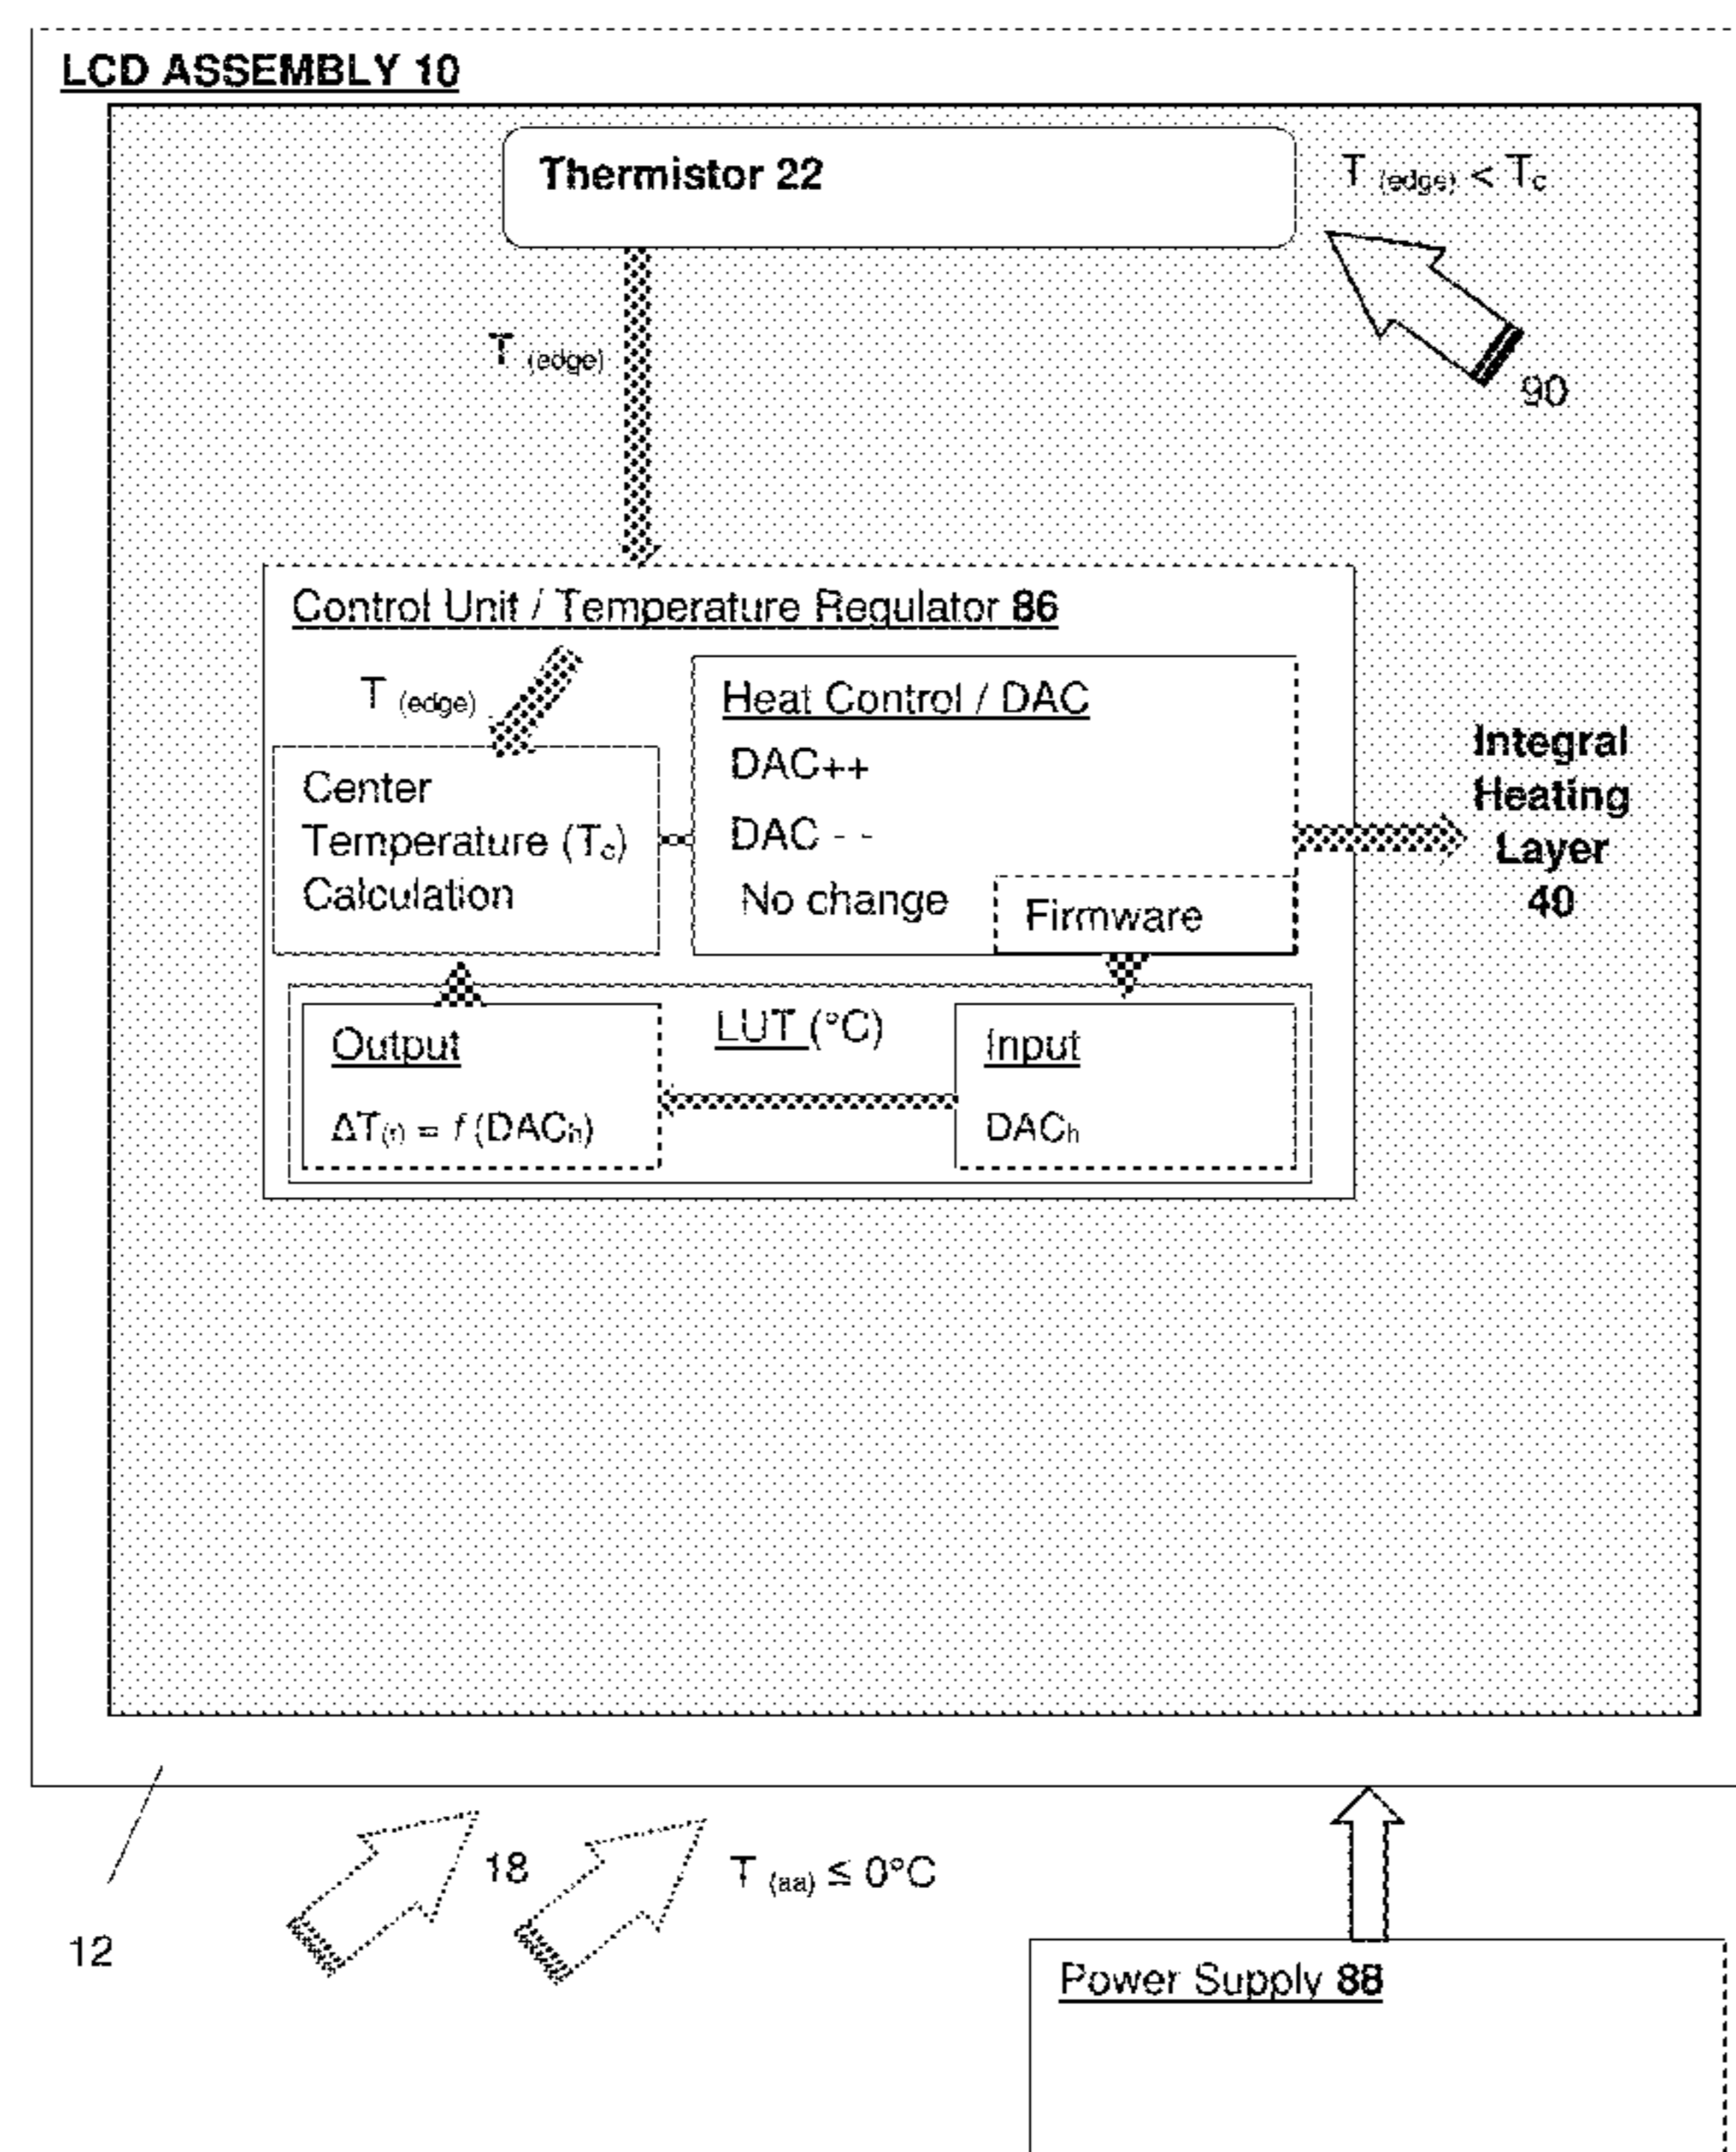 LCD ASSEMBLY 10
Thermistor 22
T (edge) < Tc
T (edge)
90
Control Unit / Temperature Regulator 86
T (edge)
Heat Control / DAC
DAC++
DAC - -
No change
Firmware
Center
Temperature (Tc)
Calculation
Integral
Heating
Layer
40
Output
ΔT(r) = f (DACh)
LUT (°C)
Input
DACh
12
18
T (aa) ≤ 0°C
Power Supply 88